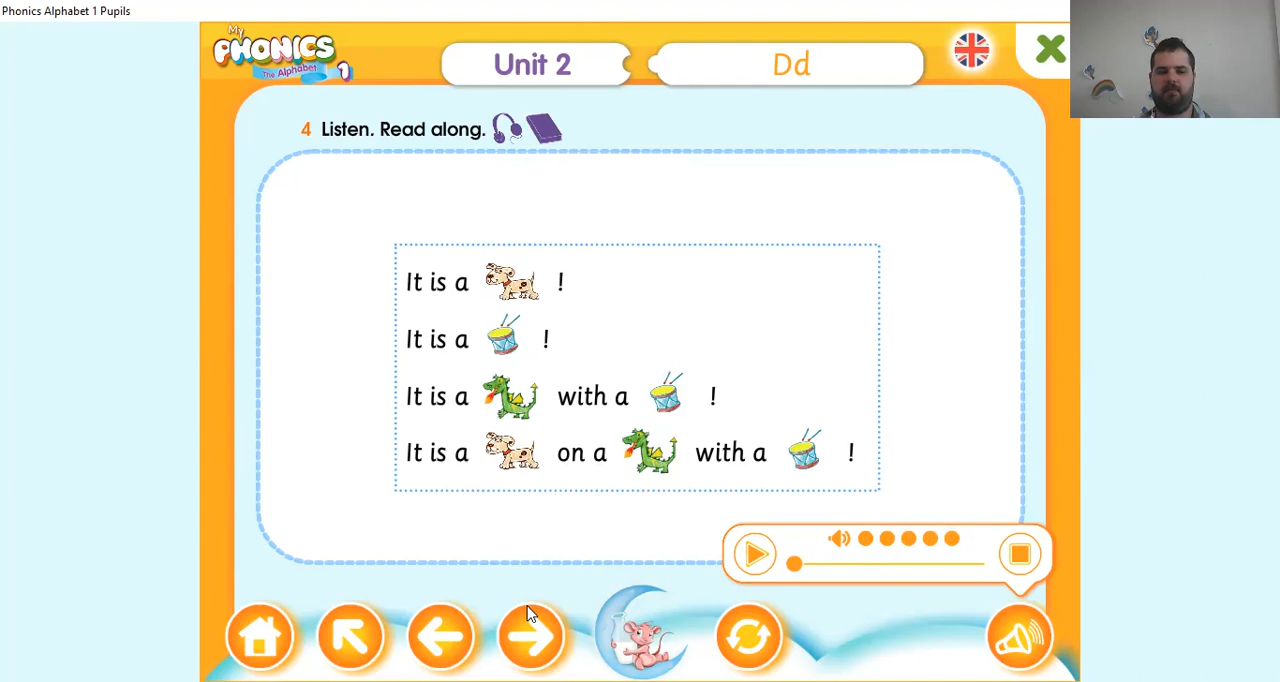 Phonics Alphabet 1 Pupils
My
PHONICS
The Alphabet 1
Unit 2
Dd
4 Listen. Read along.
It is a !
It is a !
It is a with a !
It is a on a with a !